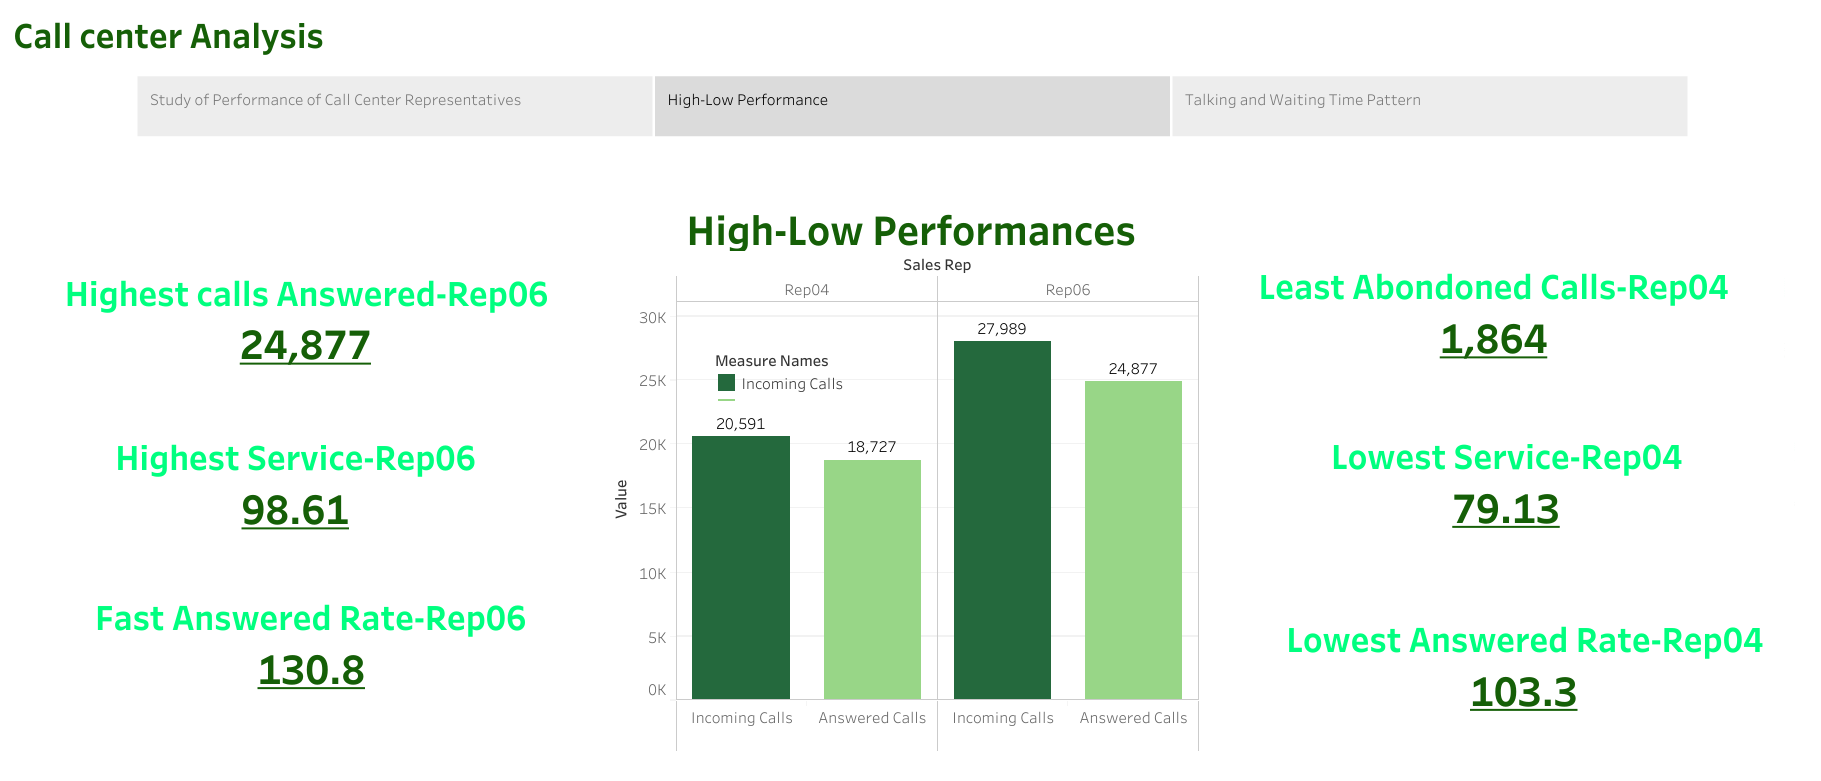 Call center Analysis
Study of Performance of Call Center Representatives
High-Low Performance
Talking and Waiting Time Pattern
High-Low Performances
Highest calls Answered-Rep06
24,877
Highest Service-Rep06
98.61
Fast Answered Rate-Rep06
130.8
Sales Rep
Rep04
Rep06
30K
25K
20K
15K
10K
5K
0K
Value
Measure Names
Incoming Calls
20,591
18,727
27,989
24,877
Incoming Calls
Answered Calls
Incoming Calls
Answered Calls
Least Abondoned Calls-Rep04
1,864
Lowest Service-Rep04
79.13
Lowest Answered Rate-Rep04
103.3